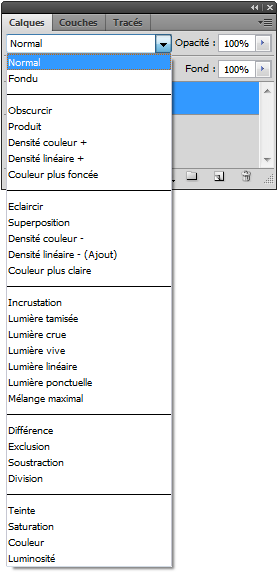 Calques Couches Tracés
Normal Opacité : 100%
Normal Fond : 100%
Fondu
Obscurcir
Produit
Densité couleur +
Densité linéaire +
Couleur plus foncée
Eclaircir
Superposition
Densité couleur -
Densité linéaire - (Ajout)
Couleur plus claire
Incrustation
Lumière tamisée
Lumière crue
Lumière vive
Lumière linéaire
Lumière ponctuelle
Mélange maximal
Différence
Exclusion
Soustraction
Division
Teinte
Saturation
Couleur
Luminosité